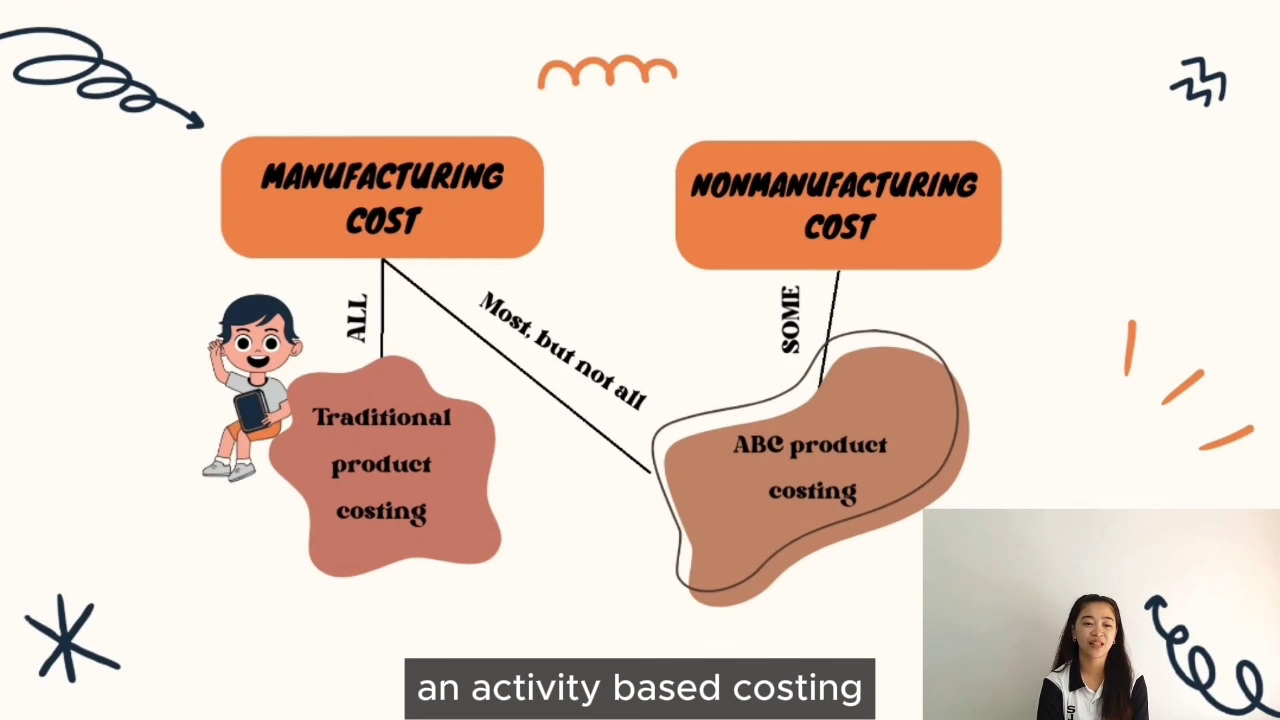 MANUFACTURING
COST
NONMANUFACTURING
COST
ALL
Most, but not all
SOME
Traditional
product
costing
ABC product
costing
S
J
an activity based costing